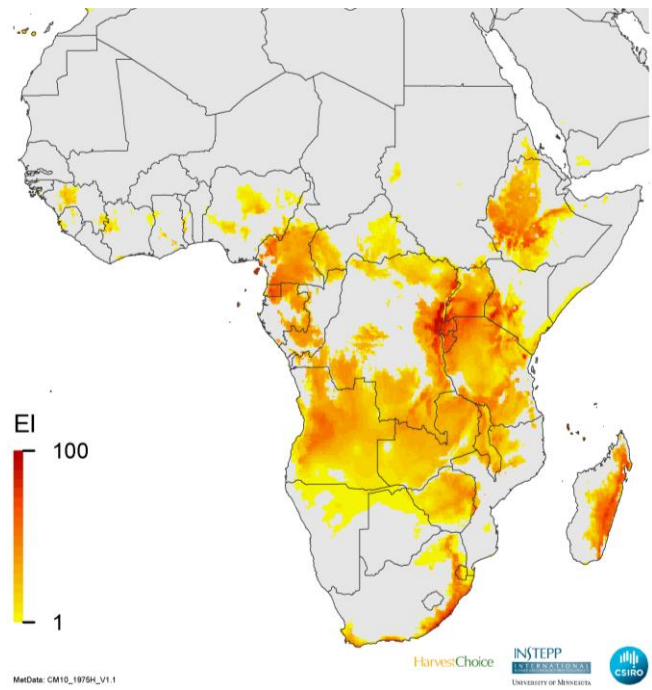 EI
100
1
HarvestChoice
INSTEPP
INTERNATIONAL
UNIVERSITY OF MINNESOTA
CSIRO
MetData: CM10_1975H_V1.1